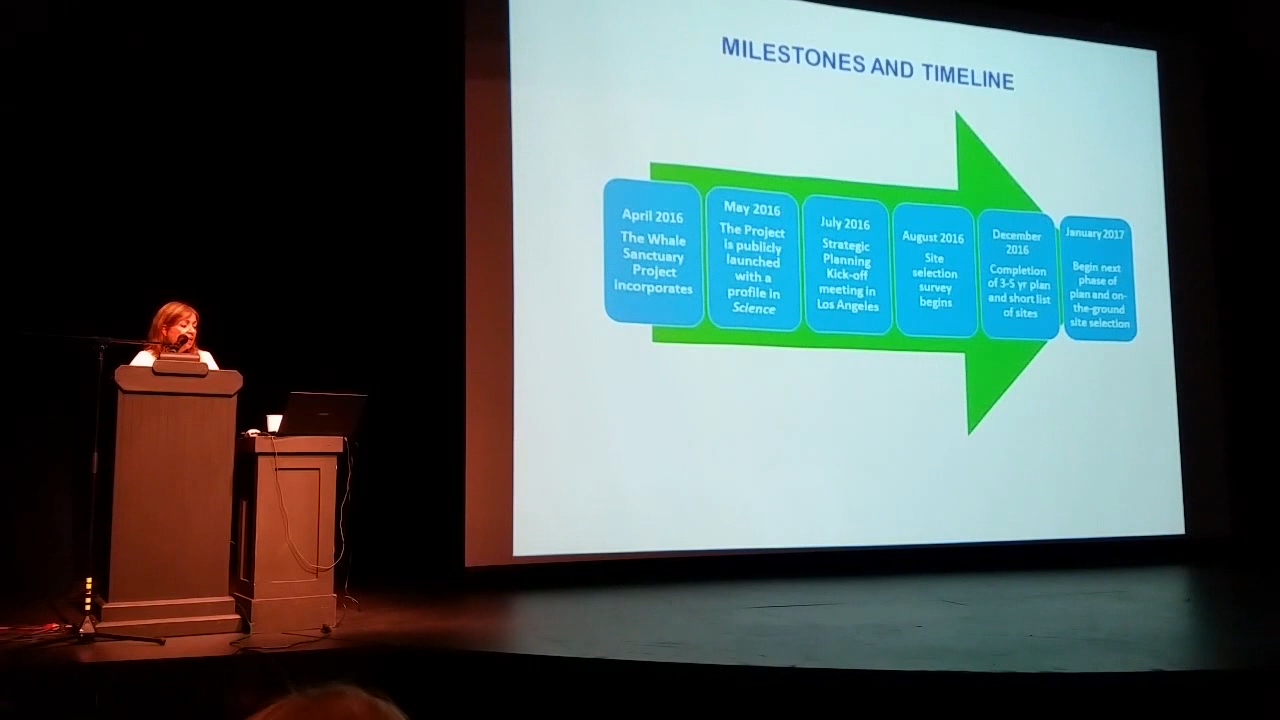 MILESTONES AND TIMELINE
April 2016
The Whale
Sanctuary
Project
incorporates
May 2016
The Project
is publicly
launched
with a
profile in
Science
July 2016
Strategic
Planning
Kick-off
meeting in
Los Angeles
August 2016
Site
selection
survey
begins
December
2016
Completion
of 3-5 yr plan
and short list
of sites
January 2017
Begin next
phase of
plan and on-
the-ground
site selection